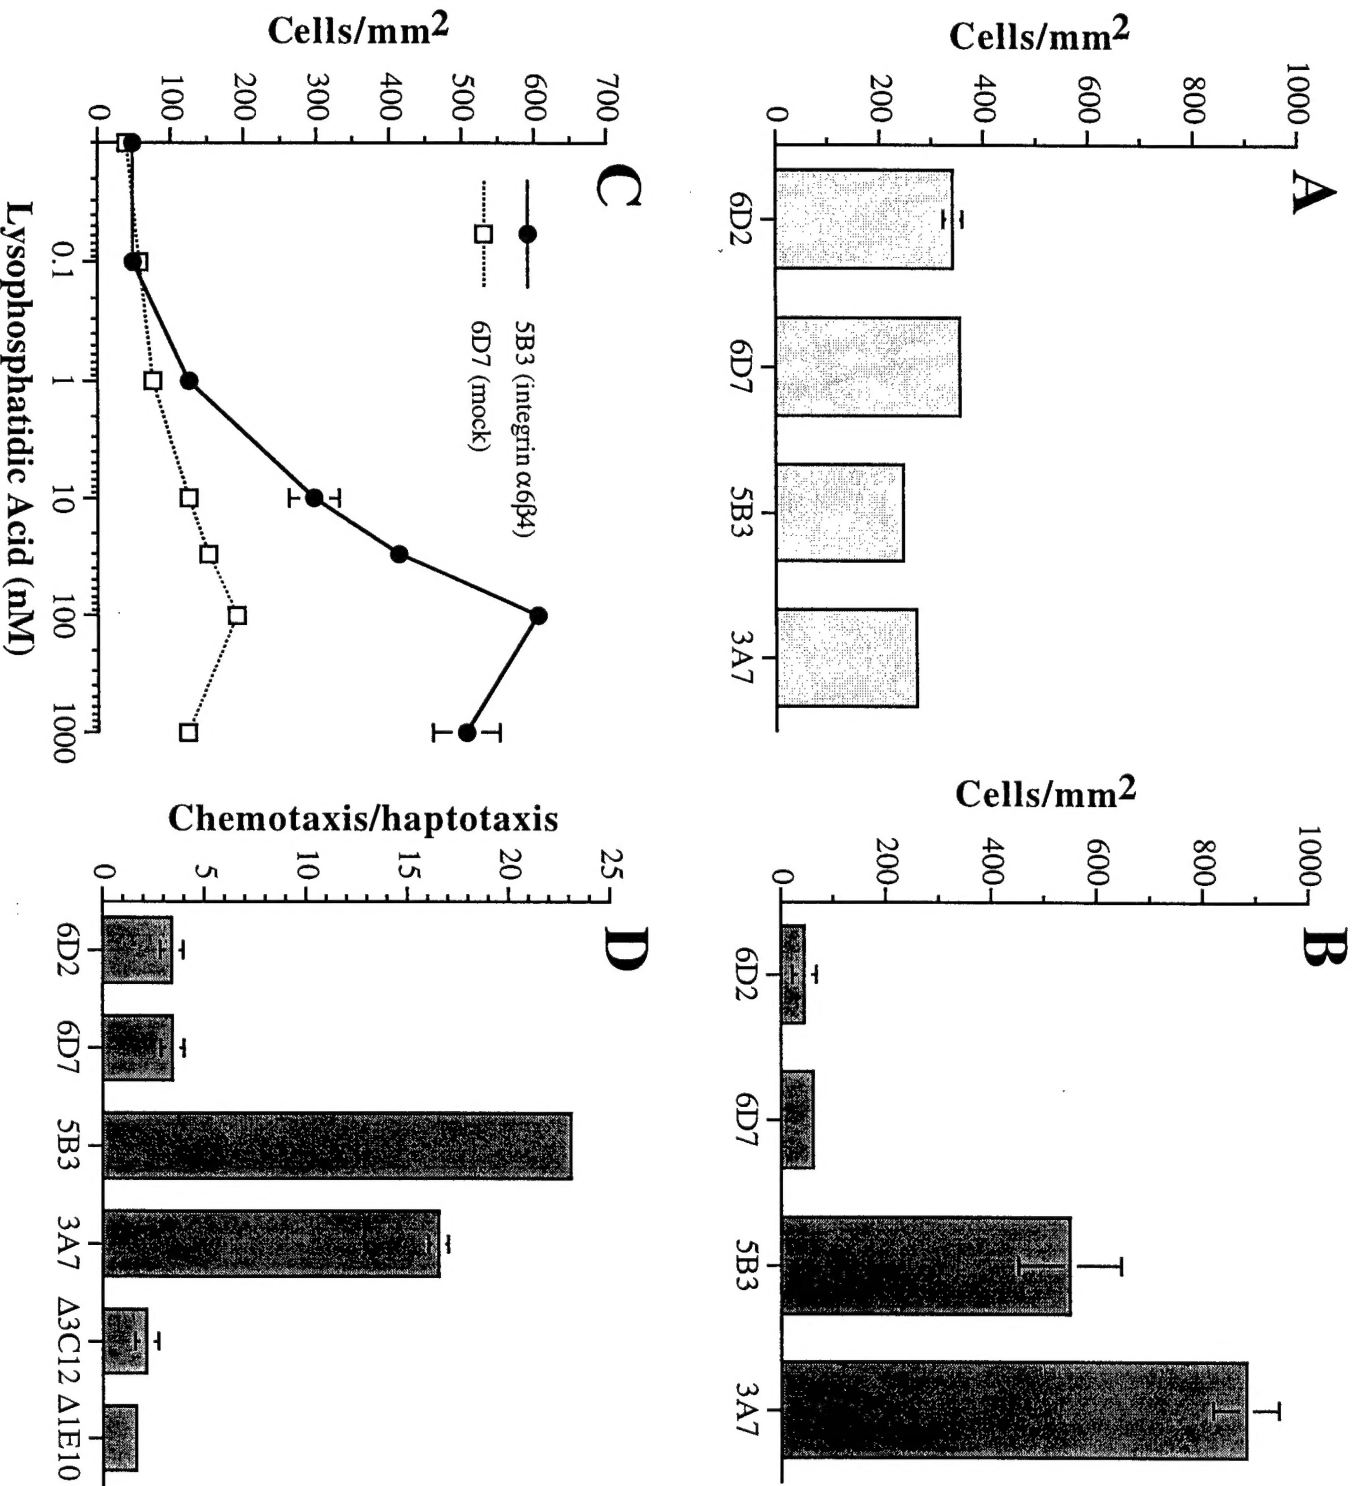 A
Cells/mm2
1000
800
600
400
200
0
6D2 6D7 5B3 3A7
B
Cells/mm2
1000
800
600
400
200
0
6D2 6D7 5B3 3A7
C
Cells/mm2
700
600
500
400
300
200
100
0
5B3 (integrin α6β4)
6D7 (mock)
0.1 1 10 100 1000
Lysophosphatidic Acid (nM)
D
Chemotaxis/haptotaxis
25
20
15
10
5
0
6D2 6D7 5B3 3A7 Δ3C12 Δ1E10